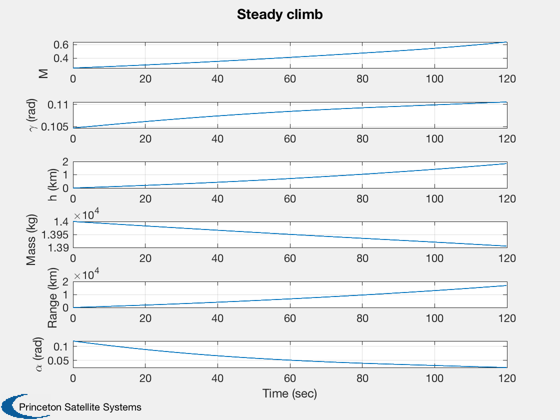 Steady climb
0.6
0.4
M
0 20 40 60 80 100 120
0.11
0.105
γ (rad)
0 20 40 60 80 100 120
2
1
0
h (km)
0 20 40 60 80 100 120
×10⁴
1.4
1.395
1.39
Mass (kg)
0 20 40 60 80 100 120
×10⁴
2
1
0
Range (km)
0 20 40 60 80 100 120
0.1
0.05
α (rad)
0 20 40 60 80 100 120
Time (sec)
Princeton Satellite Systems